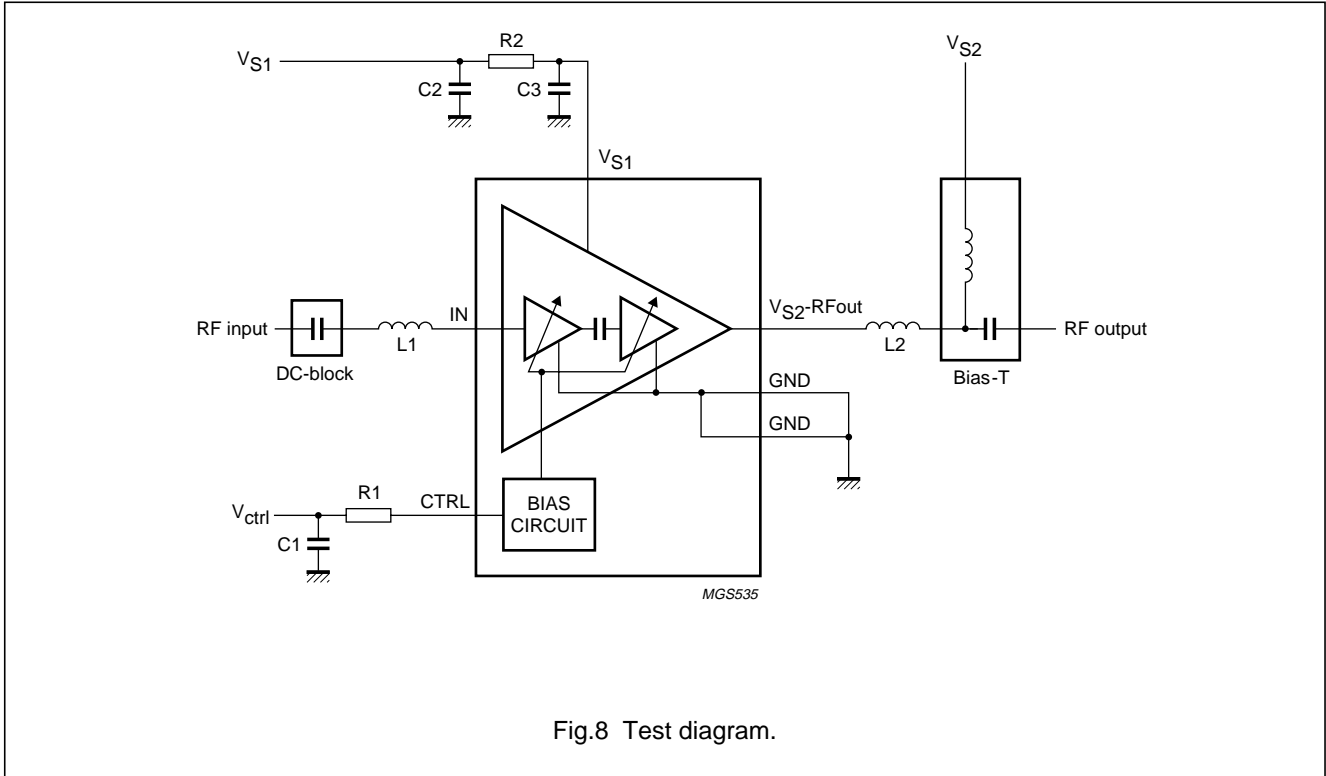 R2
VS1
VS2
C2
C3
VS1
RF input
DC-block
L1
IN
VS2-RFout
L2
RF output
Bias-T
GND
GND
Vctrl
R1
CTRL
C1
BIAS
CIRCUIT
MGS535
Fig.8 Test diagram.